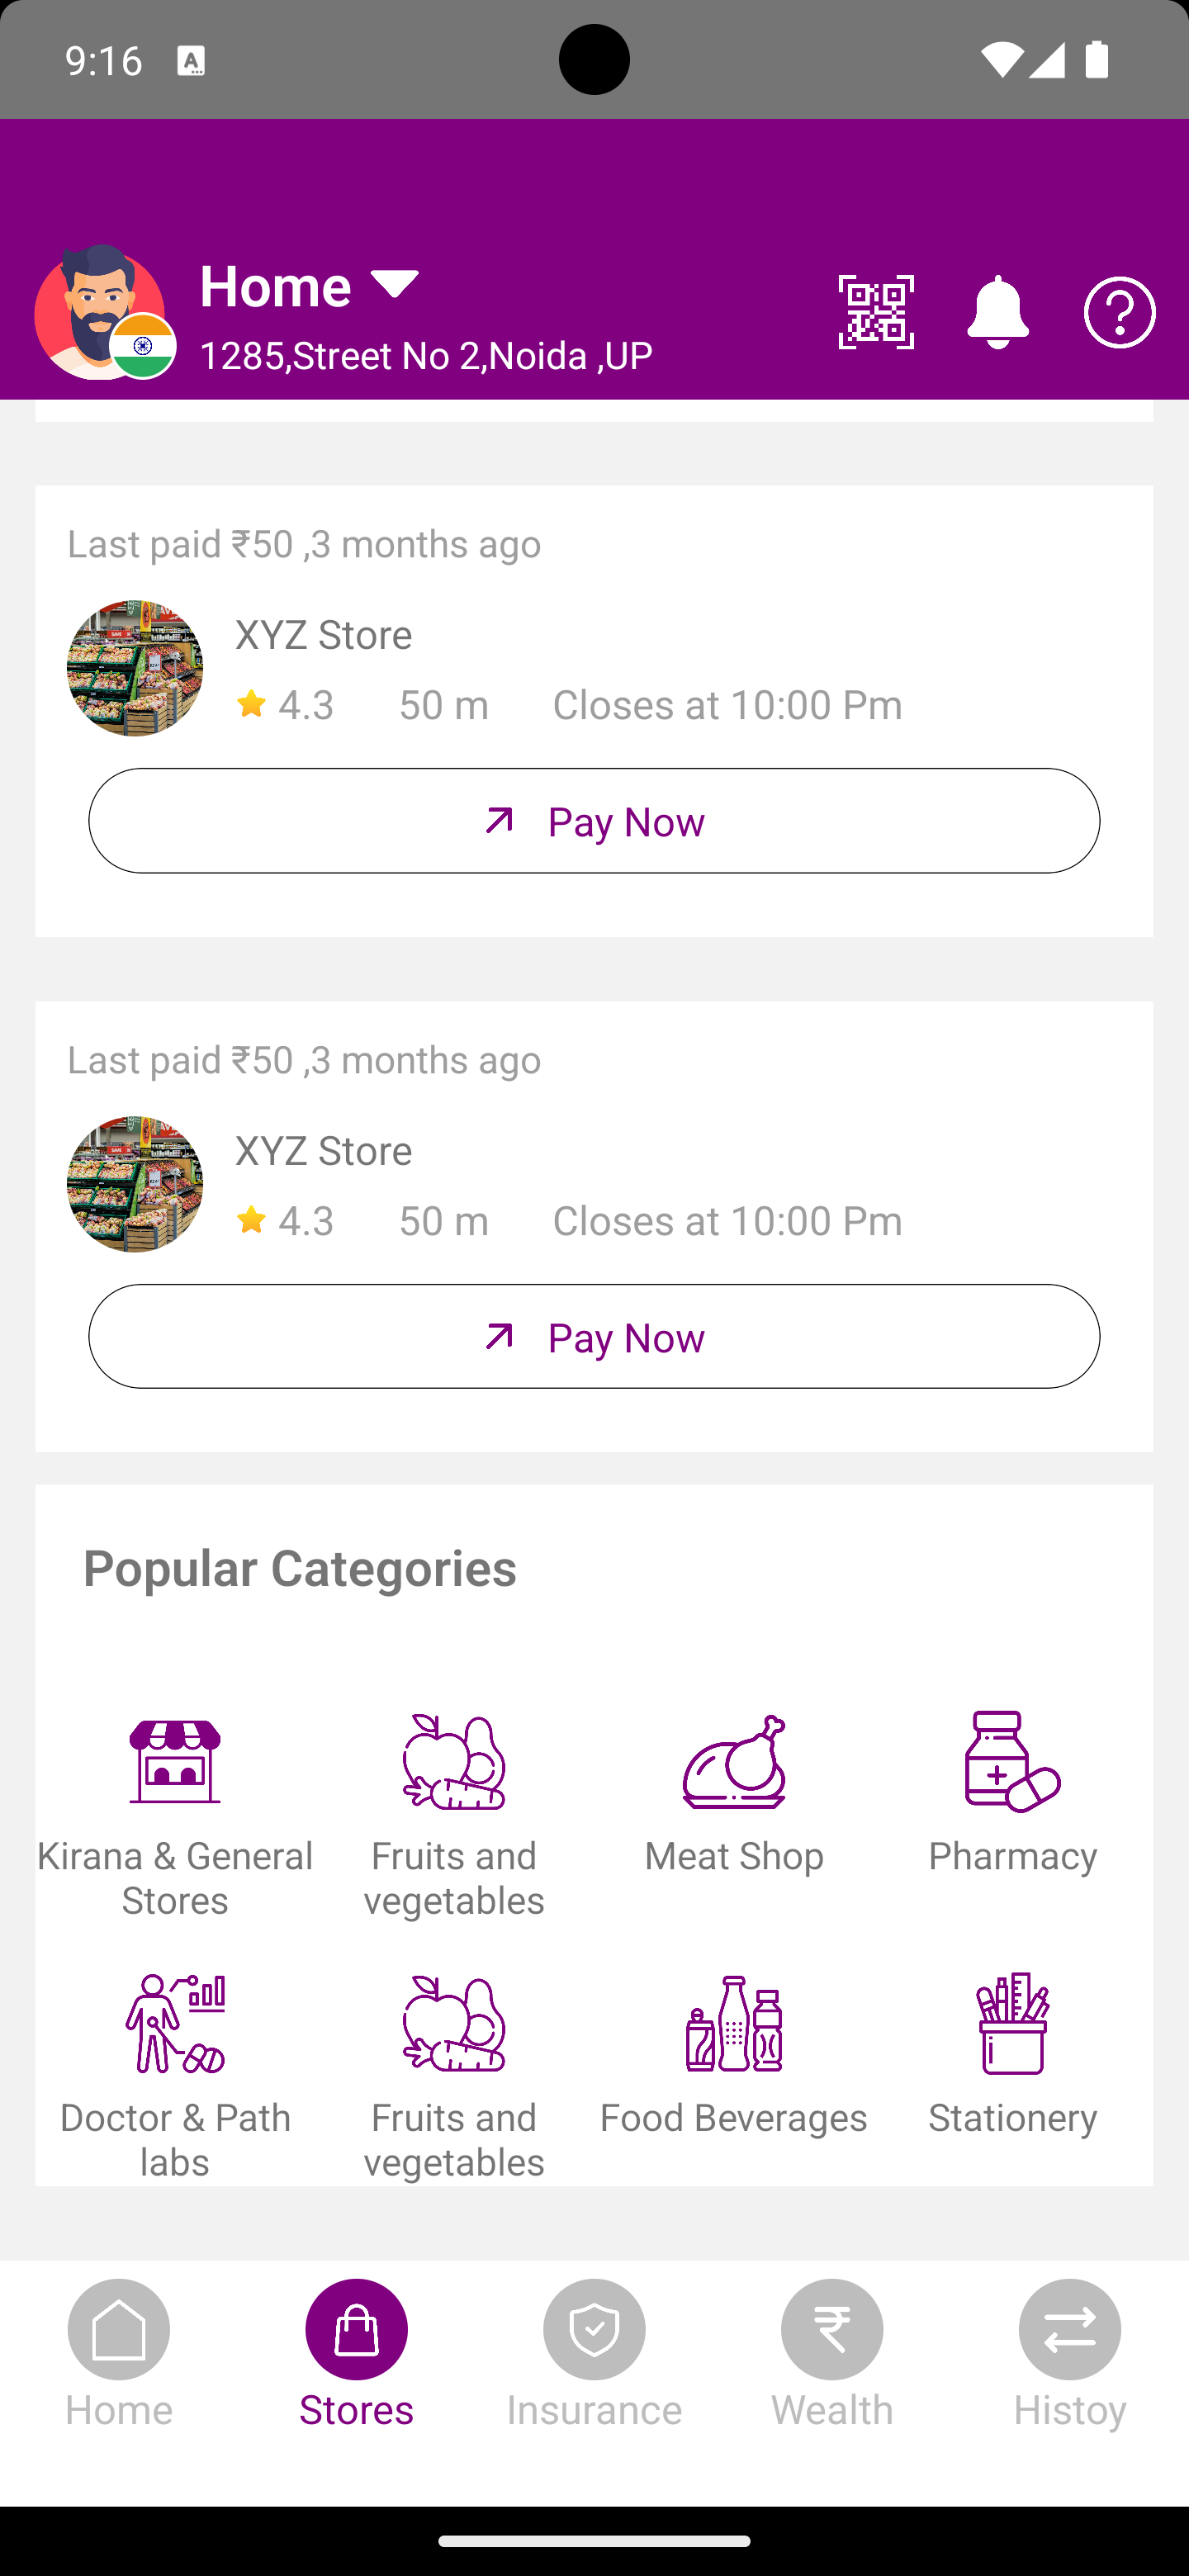 9:16
Home
1285,Street No 2,Noida ,UP
Last paid ₹50 ,3 months ago
XYZ Store
4.3 50 m Closes at 10:00 Pm
Pay Now
Last paid ₹50 ,3 months ago
XYZ Store
4.3 50 m Closes at 10:00 Pm
Pay Now
Popular Categories
Kirana & General
Stores
Fruits and
vegetables
Meat Shop
Pharmacy
Doctor & Path
labs
Fruits and
vegetables
Food Beverages
Stationery
Home
Stores
Insurance
Wealth
Histoy